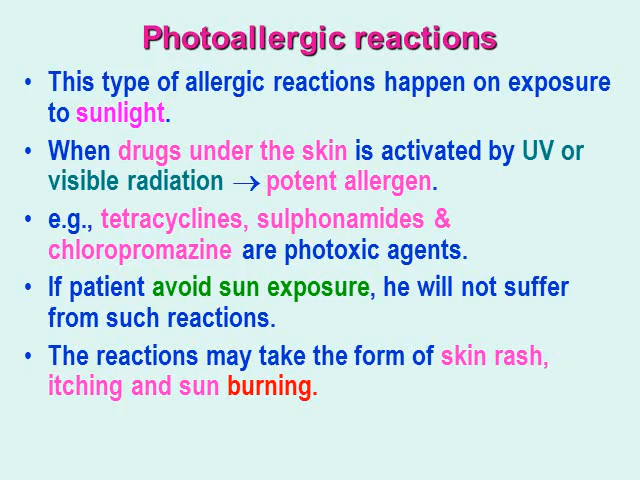 Photoallergic reactions
• This type of allergic reactions happen on exposure
to sunlight.
• When drugs under the skin is activated by UV or
visible radiation → potent allergen.
• e.g., tetracyclines, sulphonamides &
chloropromazine are photoxic agents.
• If patient avoid sun exposure, he will not suffer
from such reactions.
• The reactions may take the form of skin rash,
itching and sun burning.